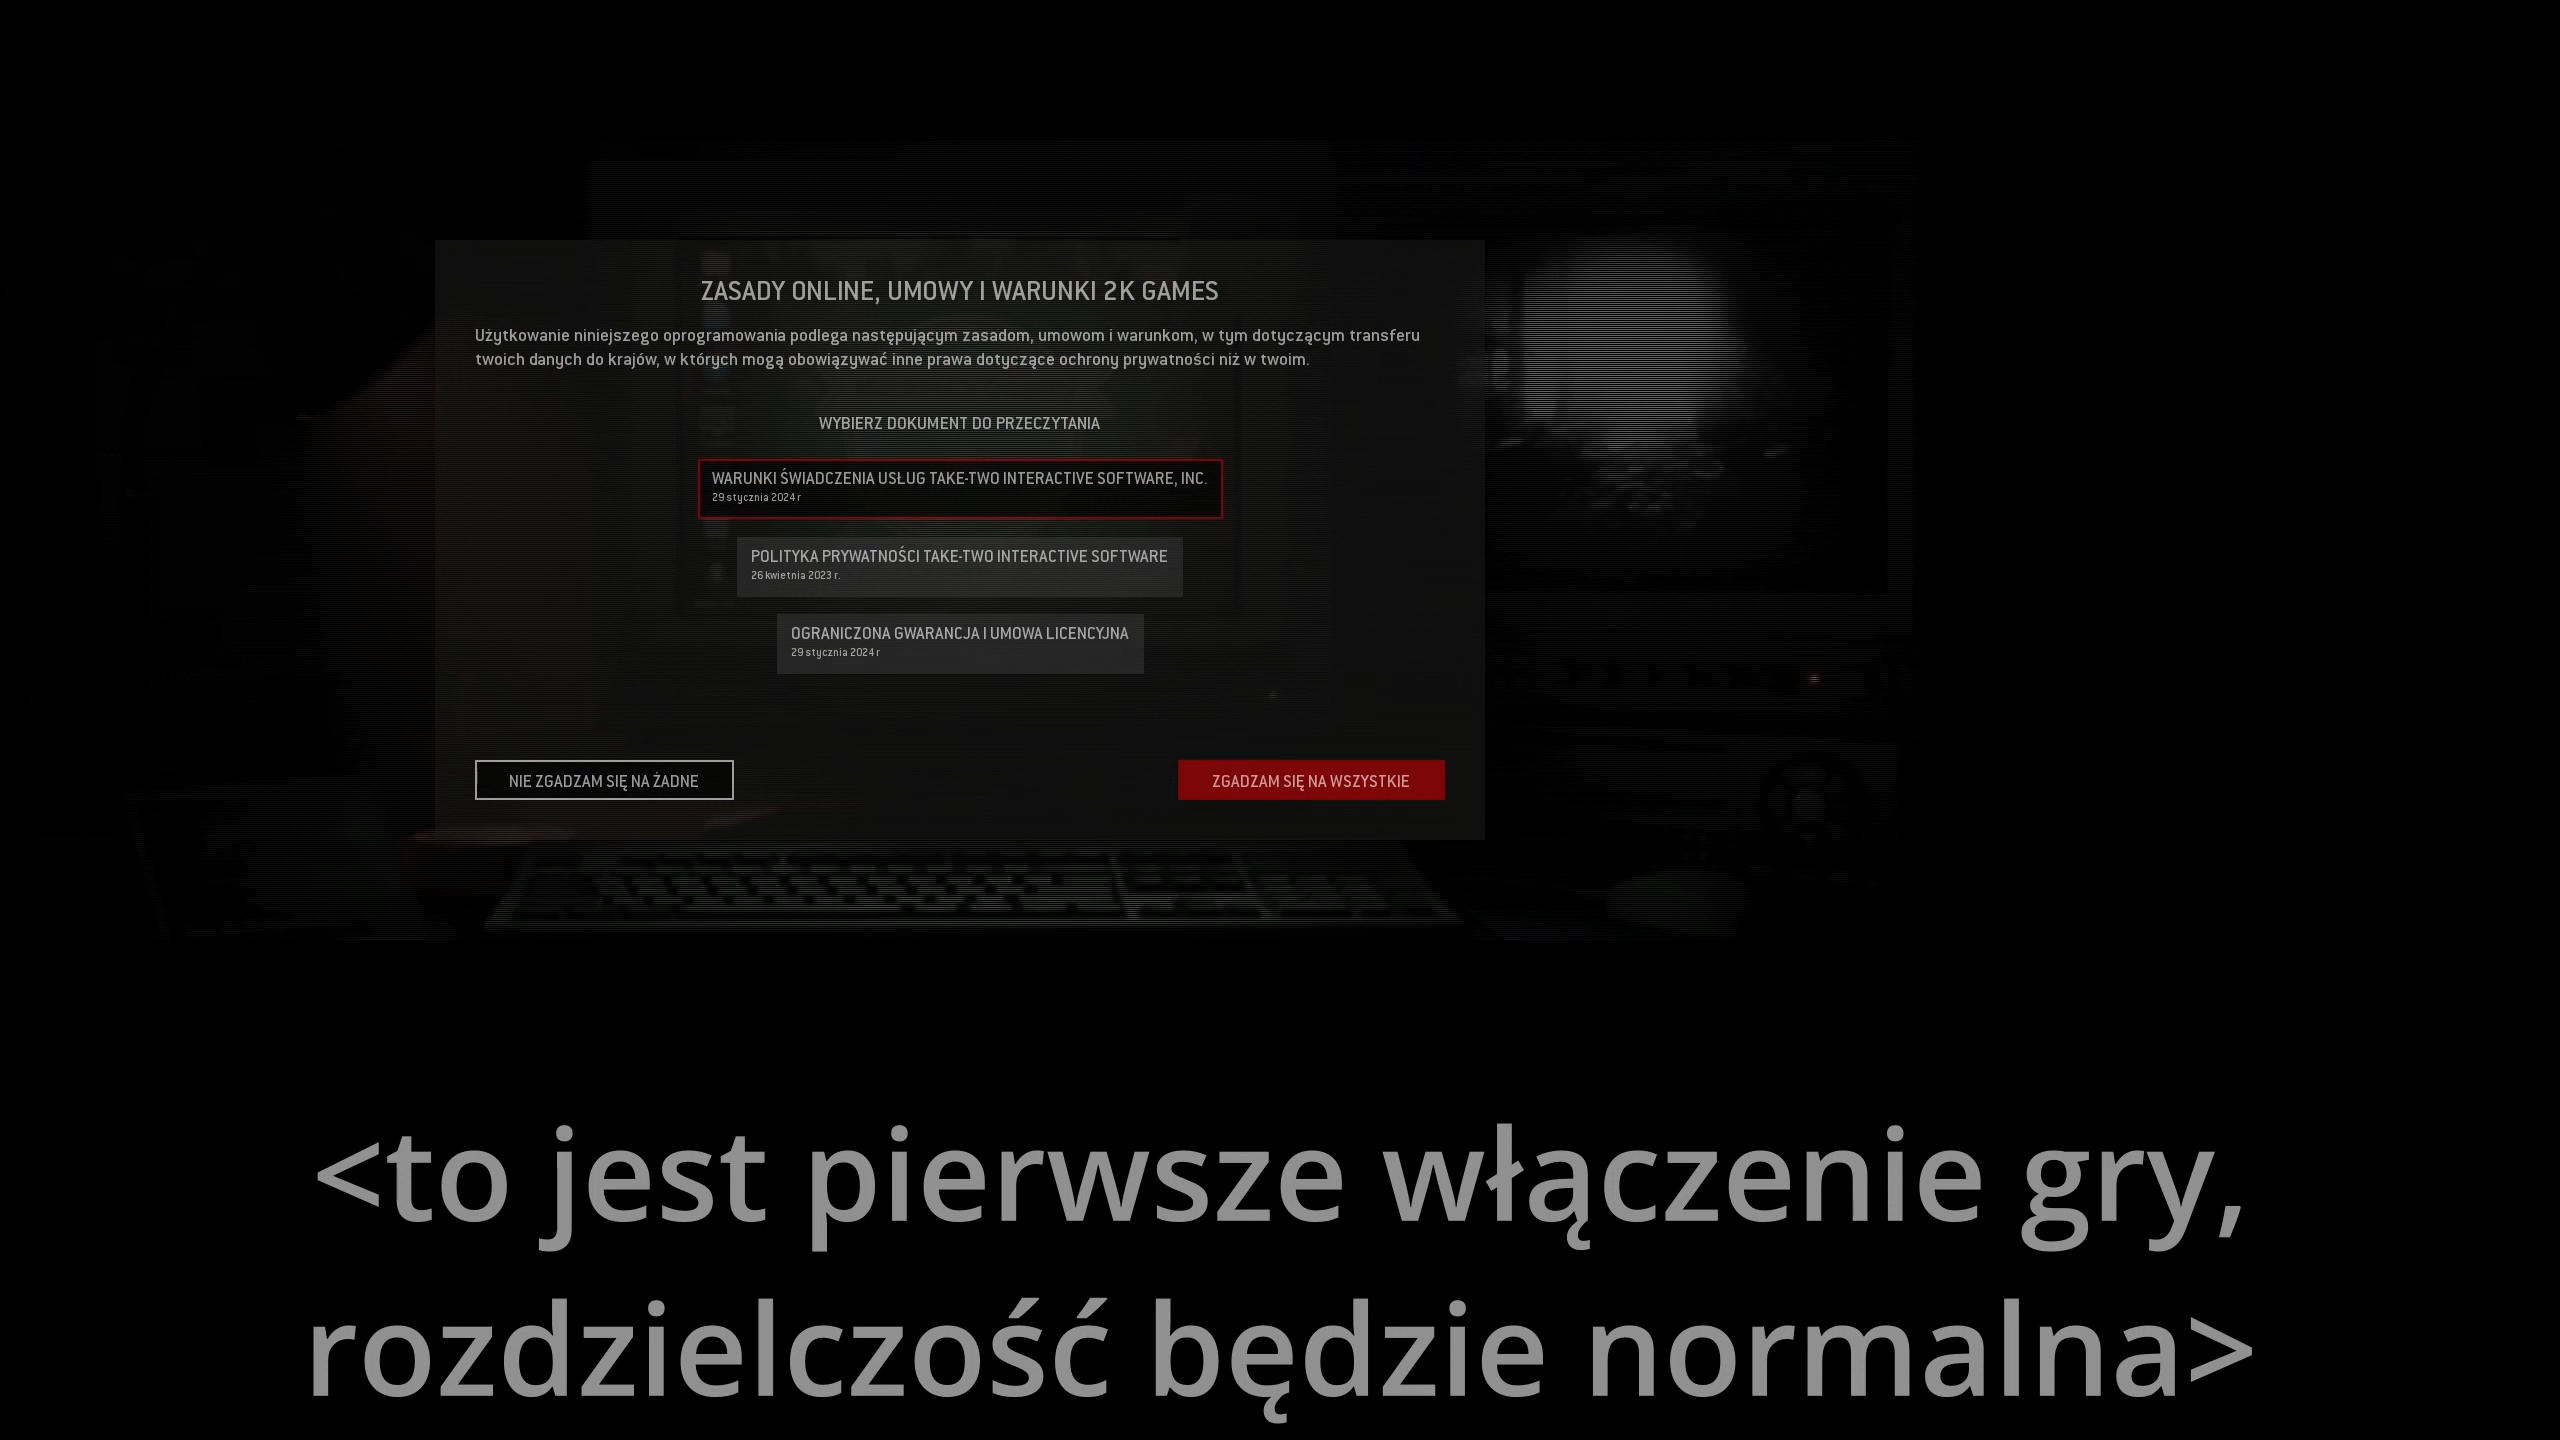 ZASADY ONLINE, UMOWY I WARUNKI 2K GAMES
Użytkowanie niniejszego oprogramowania podlega następującym zasadom, umowom i warunkom, w tym dotyczącym transferu
twoich danych do krajów, w których mogą obowiązywać inne prawa dotyczące ochrony prywatności niż w twoim.
WYBIERZ DOKUMENT DO PRZECZYTANIA
WARUNKI ŚWIADCZENIA USŁUG TAKE-TWO INTERACTIVE SOFTWARE, INC.
29 stycznia 2024 r
POLITYKA PRYWATNOŚCI TAKE-TWO INTERACTIVE SOFTWARE
26 kwietnia 2023 r.
OGRANICZONA GWARANCJA I UMOWA LICENCYJNA
29 stycznia 2024 r
NIE ZGADZAM SIĘ NA ŻADNE
ZGADZAM SIĘ NA WSZYSTKIE
<to jest pierwsze włączenie gry,
rozdzielczość będzie normalna>